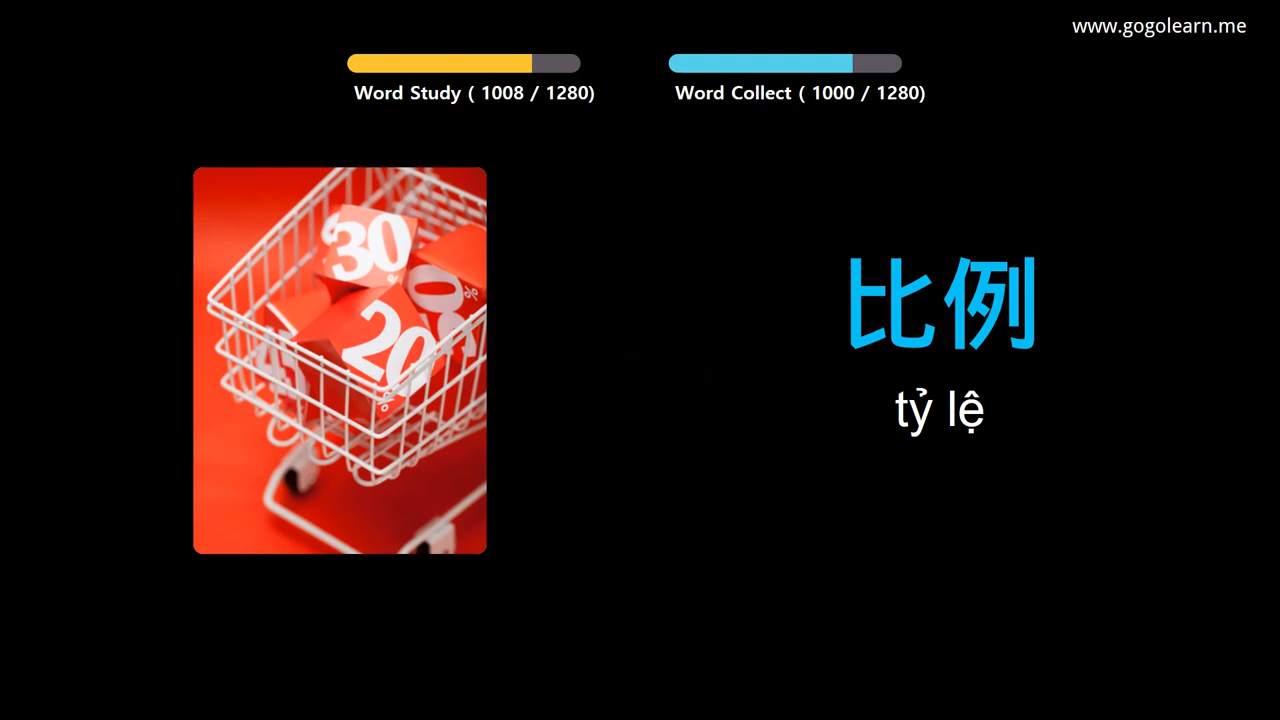 www.gogolearn.me
Word Study ( 1008 / 1280)
Word Collect ( 1000 / 1280)
30
%
20
%
比例
tỷ lệ